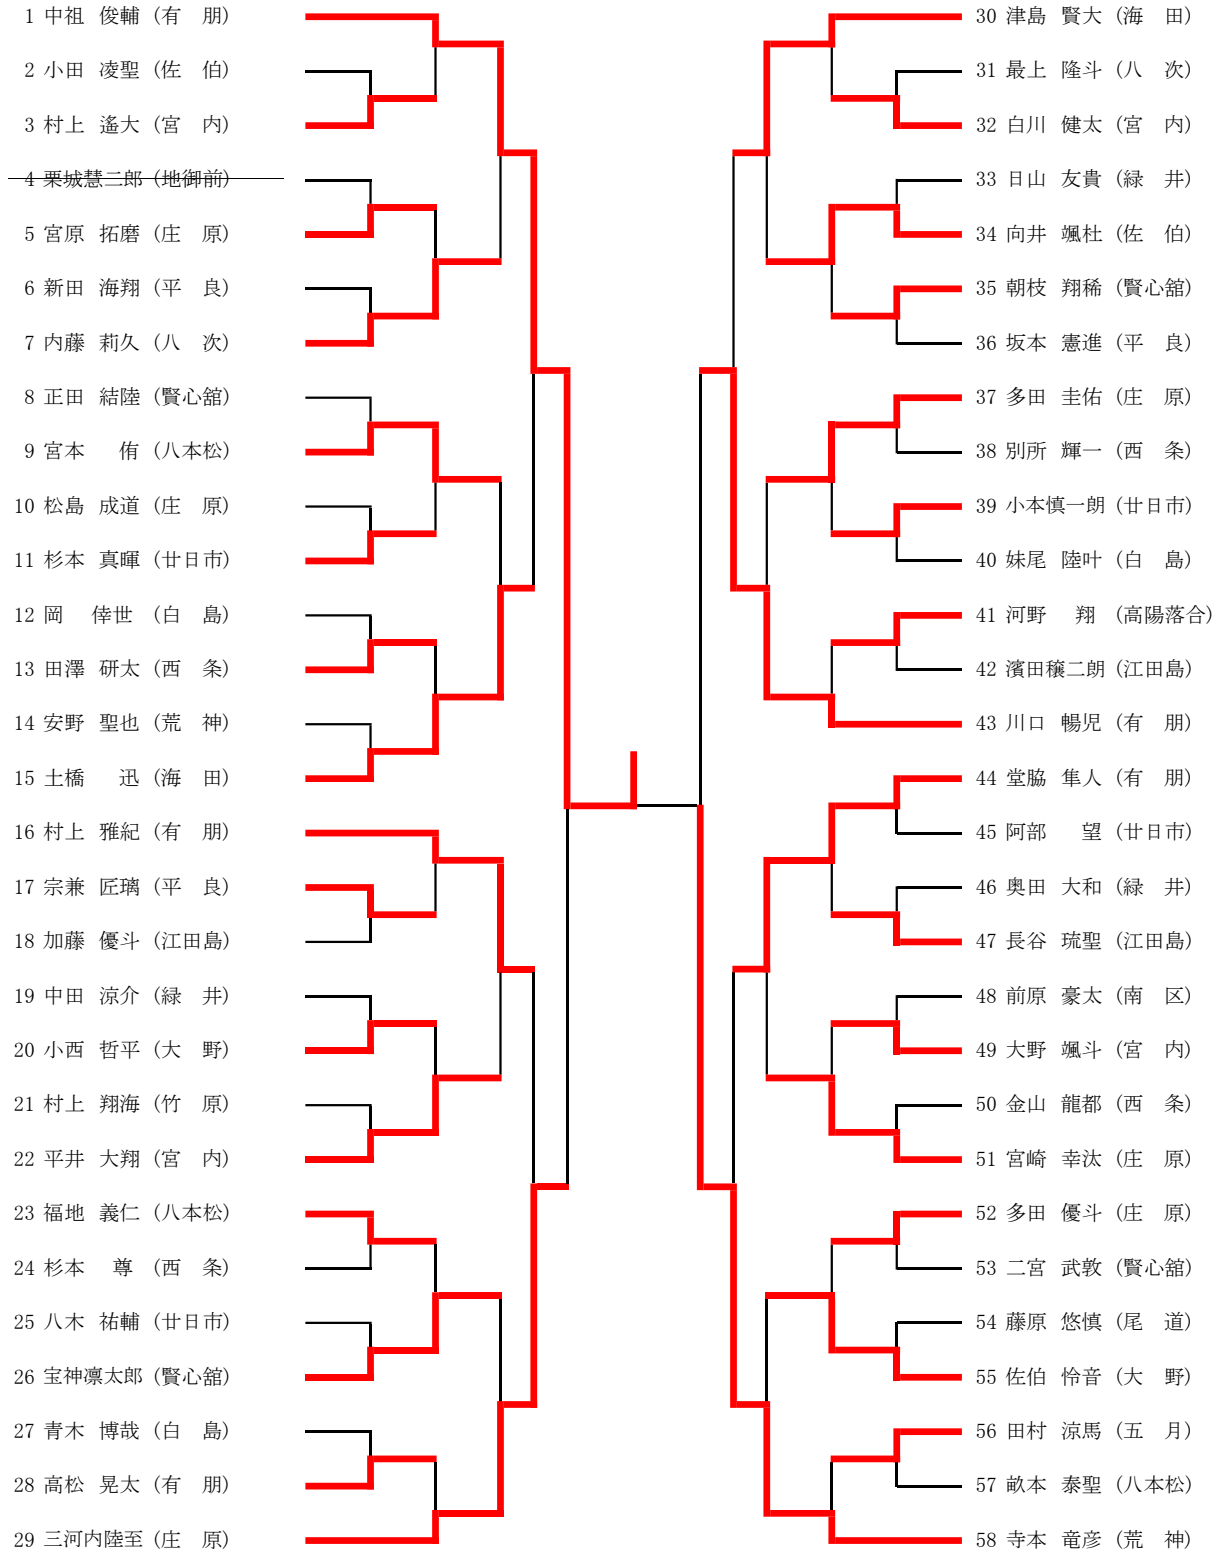 1 中祖 俊輔 (有 朋)
2 小田 凌聖 (佐 伯)
3 村上 遙大 (宮 内)
4 栗城慧二郎 (地御前)
5 宮原 拓磨 (庄 原)
6 新田 海翔 (平 良)
7 内藤 莉久 (八 次)
8 正田 結陸 (賢心舘)
9 宮本 侑 (八本松)
10 松島 成道 (庄 原)
11 杉本 真暉 (廿日市)
12 岡 倖世 (白 島)
13 田澤 研太 (西 条)
14 安野 聖也 (荒 神)
15 土橋 迅 (海 田)
16 村上 雅紀 (有 朋)
17 宗兼 匠璃 (平 良)
18 加藤 優斗 (江田島)
19 中田 涼介 (緑 井)
20 小西 哲平 (大 野)
21 村上 翔海 (竹 原)
22 平井 大翔 (宮 内)
23 福地 義仁 (八本松)
24 杉本 尊 (西 条)
25 八木 祐輔 (廿日市)
26 宝神凛太郎 (賢心舘)
27 青木 博哉 (白 島)
28 高松 晃太 (有 朋)
29 三河内陸至 (庄 原)
30 津島 賢大 (海 田)
31 最上 隆斗 (八 次)
32 白川 健太 (宮 内)
33 日山 友貴 (緑 井)
34 向井 颯杜 (佐 伯)
35 朝枝 翔稀 (賢心舘)
36 坂本 憲進 (平 良)
37 多田 圭佑 (庄 原)
38 別所 輝一 (西 条)
39 小本慎一朗 (廿日市)
40 妹尾 陸叶 (白 島)
41 河野 翔 (高陽落合)
42 濱田穣二朗 (江田島)
43 川口 暢児 (有 朋)
44 堂脇 隼人 (有 朋)
45 阿部 望 (廿日市)
46 奥田 大和 (緑 井)
47 長谷 琉聖 (江田島)
48 前原 豪太 (南 区)
49 大野 颯斗 (宮 内)
50 金山 龍都 (西 条)
51 宮崎 幸汰 (庄 原)
52 多田 優斗 (庄 原)
53 二宮 武敦 (賢心舘)
54 藤原 悠慎 (尾 道)
55 佐伯 怜音 (大 野)
56 田村 涼馬 (五 月)
57 畝本 泰聖 (八本松)
58 寺本 竜彦 (荒 神)